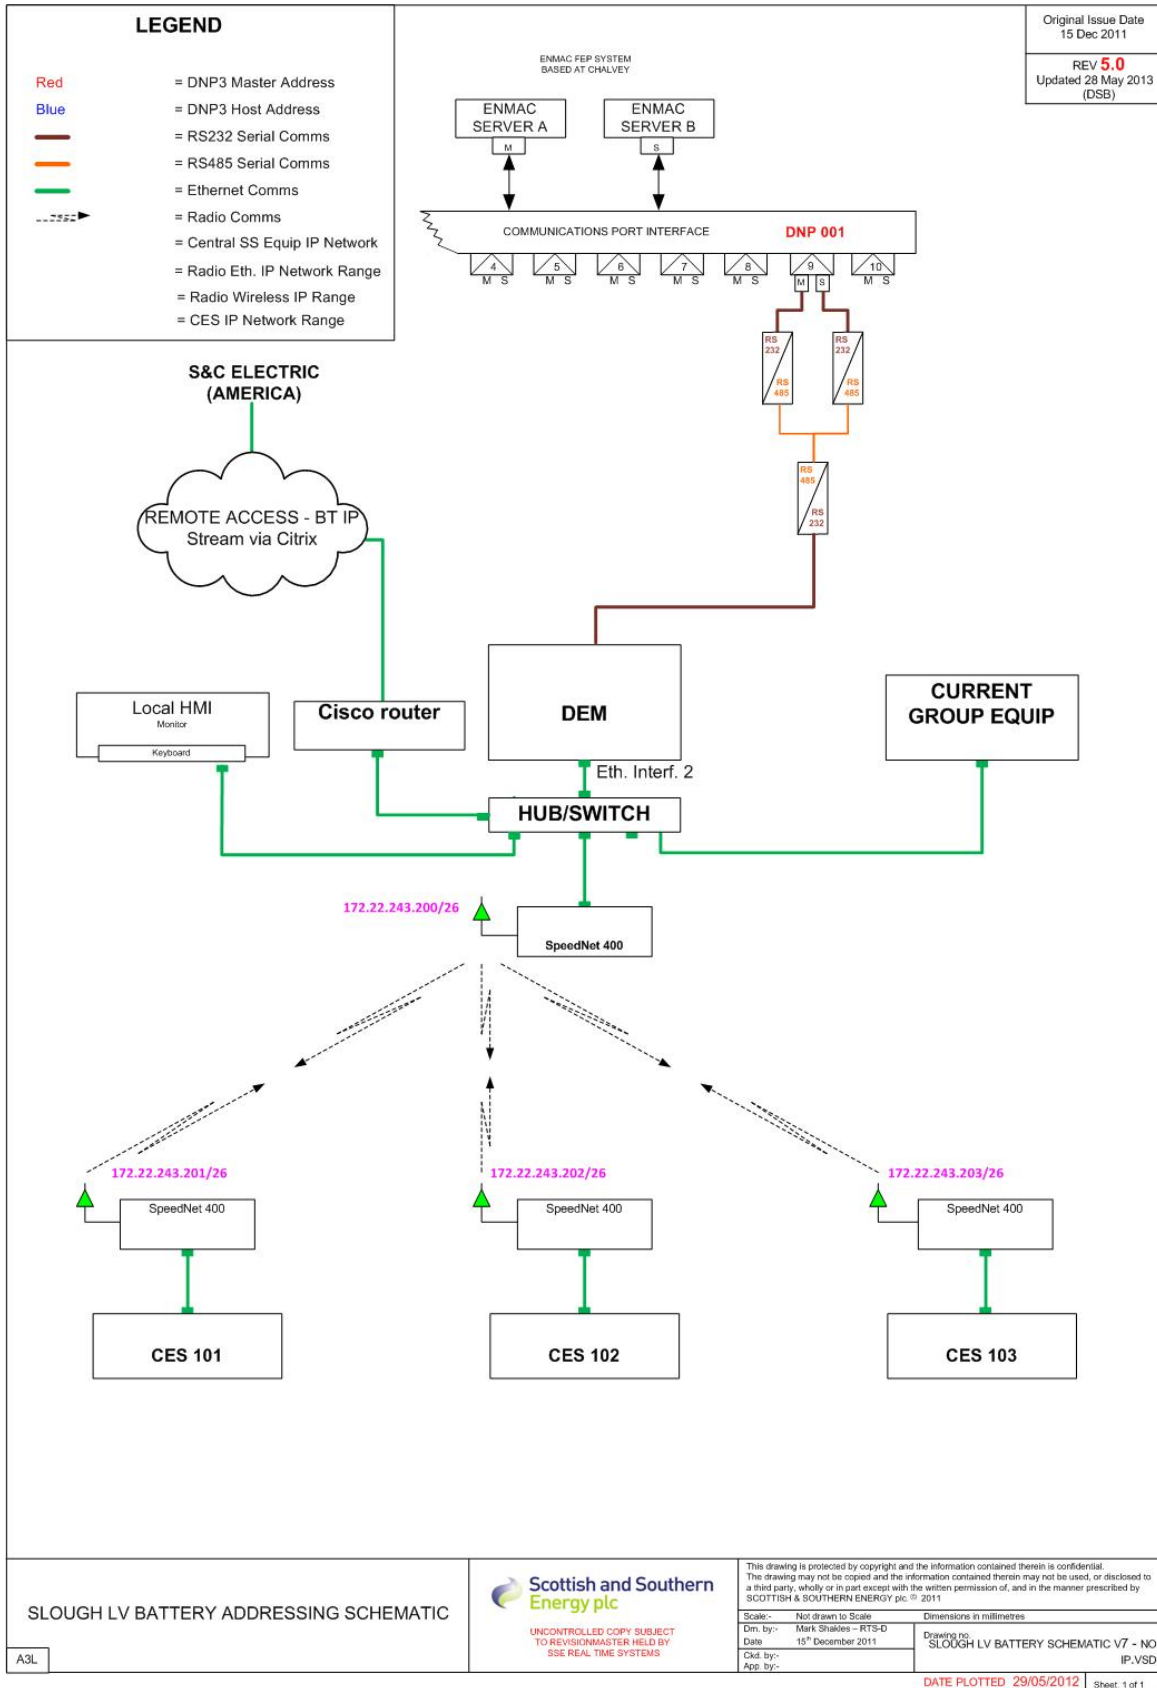 LEGEND
Red = DNP3 Master Address
Blue = DNP3 Host Address
= RS232 Serial Comms
= RS485 Serial Comms
= Ethernet Comms
= Radio Comms
= Central SS Equip IP Network
= Radio Eth. IP Network Range
= Radio Wireless IP Range
= CES IP Network Range
Original Issue Date
15 Dec 2011
REV 5.0
Updated 28 May 2013
(DSB)
ENMAC FEP SYSTEM
BASED AT CHALVEY
ENMAC
SERVER A
M
ENMAC
SERVER B
S
COMMUNICATIONS PORT INTERFACE DNP 001
4 5 6 7 8 9 10
M S M S M S M S M S M S M S
RS
232
RS
485
RS
232
RS
485
RS
485
RS
232
S&C ELECTRIC
(AMERICA)
REMOTE ACCESS - BT IP
Stream via Citrix
Local HMI
Monitor
Keyboard
Cisco router
DEM
CURRENT
GROUP EQUIP
Eth. Interf. 2
HUB/SWITCH
172.22.243.200/26
SpeedNet 400
172.22.243.201/26
SpeedNet 400
172.22.243.202/26
SpeedNet 400
172.22.243.203/26
SpeedNet 400
CES 101
CES 102
CES 103
SLOUGH LV BATTERY ADDRESSING SCHEMATIC
A3L
Scottish and Southern
Energy plc
UNCONTROLLED COPY SUBJECT
TO REVISIONMASTER HELD BY
SSE REAL TIME SYSTEMS
This drawing is protected by copyright and the information contained therein is confidential.
The drawing may not be copied and the information contained therein may not be used, or disclosed to
a third party, wholly or in part except with the written permission of, and in the manner prescribed by
SCOTTISH & SOUTHERN ENERGY plc. © 2011
Scale:- Not drawn to Scale Dimensions in millimetres
Drn. by:- Mark Shakles – RTS-D
Date 15th December 2011
Ckd. by:-
App. by:-
Drawing no.
SLOUGH LV BATTERY SCHEMATIC V7 - NO
IP.VSD
DATE PLOTTED 29/05/2012 Sheet. 1 of 1